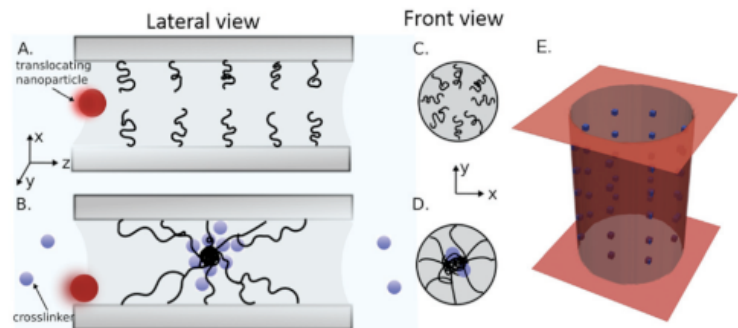 Lateral view
Front view
A.
translocating
nanoparticle
x
z
y
B.
crosslinker
C.
y
x
D.
E.